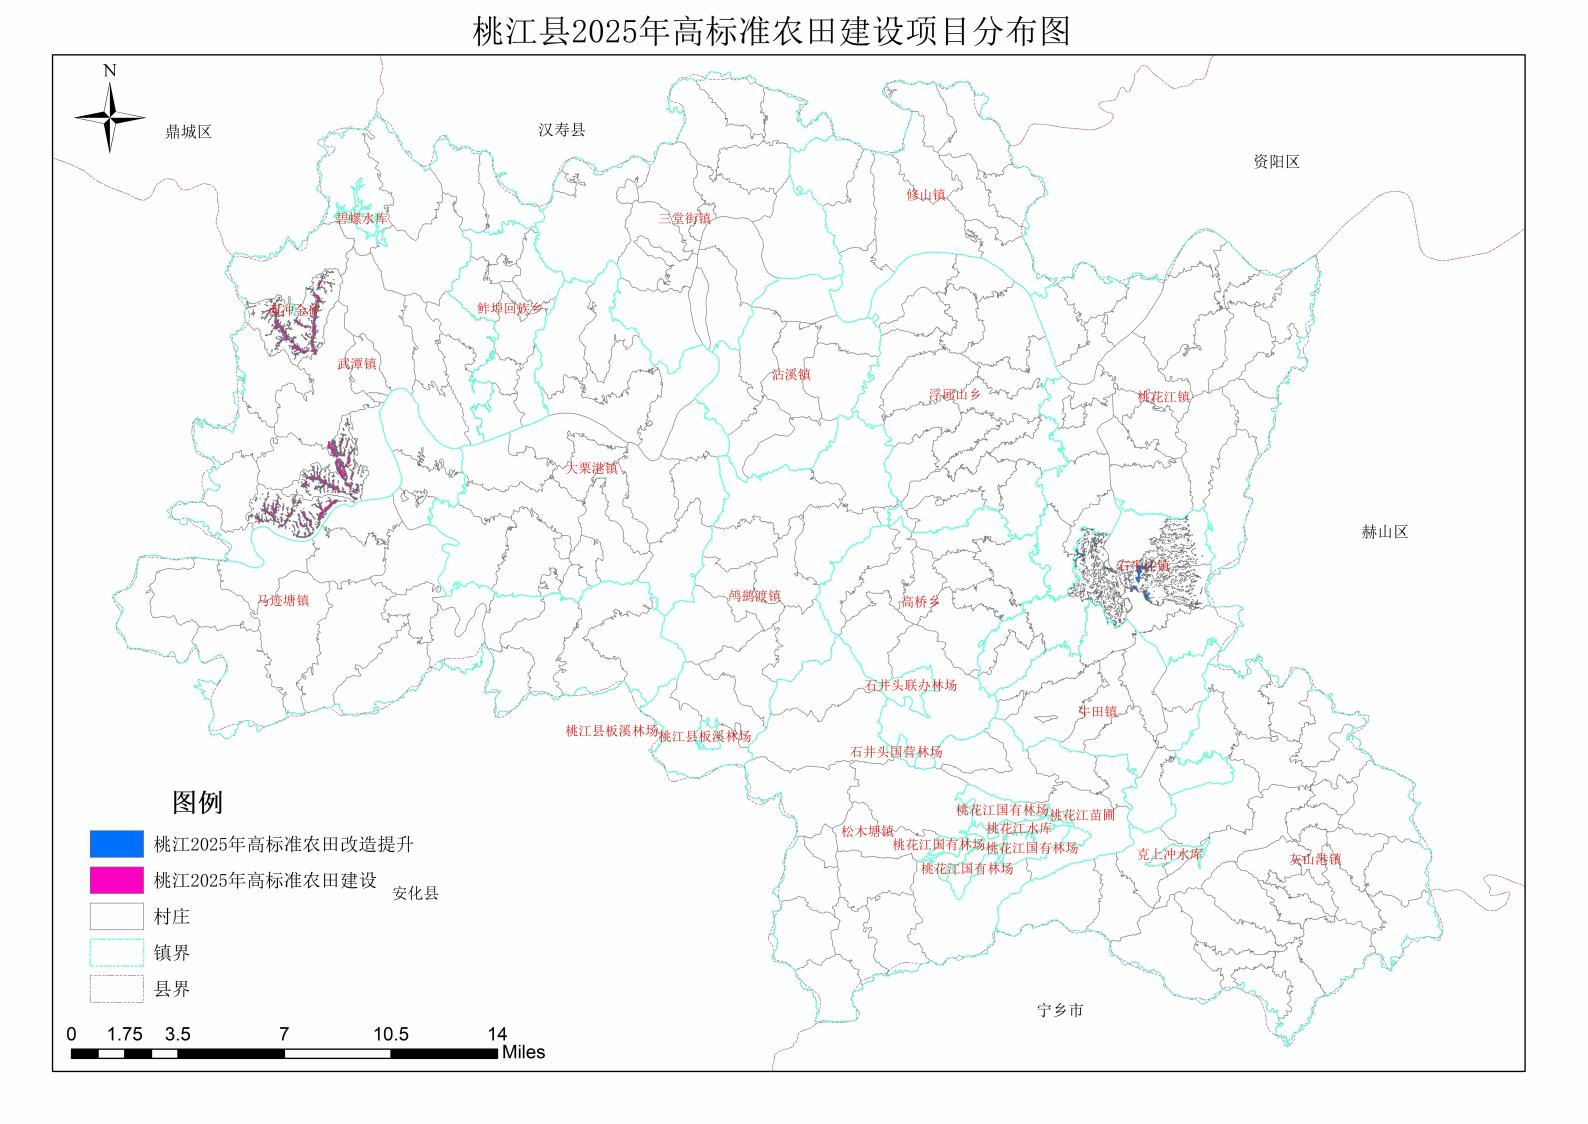 桃江县2025年高标准农田建设项目分布图
N
鼎城区
汉寿县
资阳区
修山镇
碧螺水库
三堂街镇
鲊埠回族乡
武潭镇
沾溪镇
浮邱山乡
桃花江镇
大栗港镇
赫山区
石牛江镇
马迹塘镇
鸬鹚渡镇
高桥乡
石井头联办林场
牛田镇
桃江县板溪林场
桃江县板溪林场
石井头国营林场
图例
桃江2025年高标准农田改造提升
桃江2025年高标准农田建设
村庄
镇界
县界
安化县
桃花江国有林场
桃花江苗圃
松木塘镇
桃花江水库
桃花江国有林场
桃花江国有林场
克上冲水库
灰山港镇
桃花江国有林场
宁乡市
0 1.75 3.5 7 10.5 14
Miles